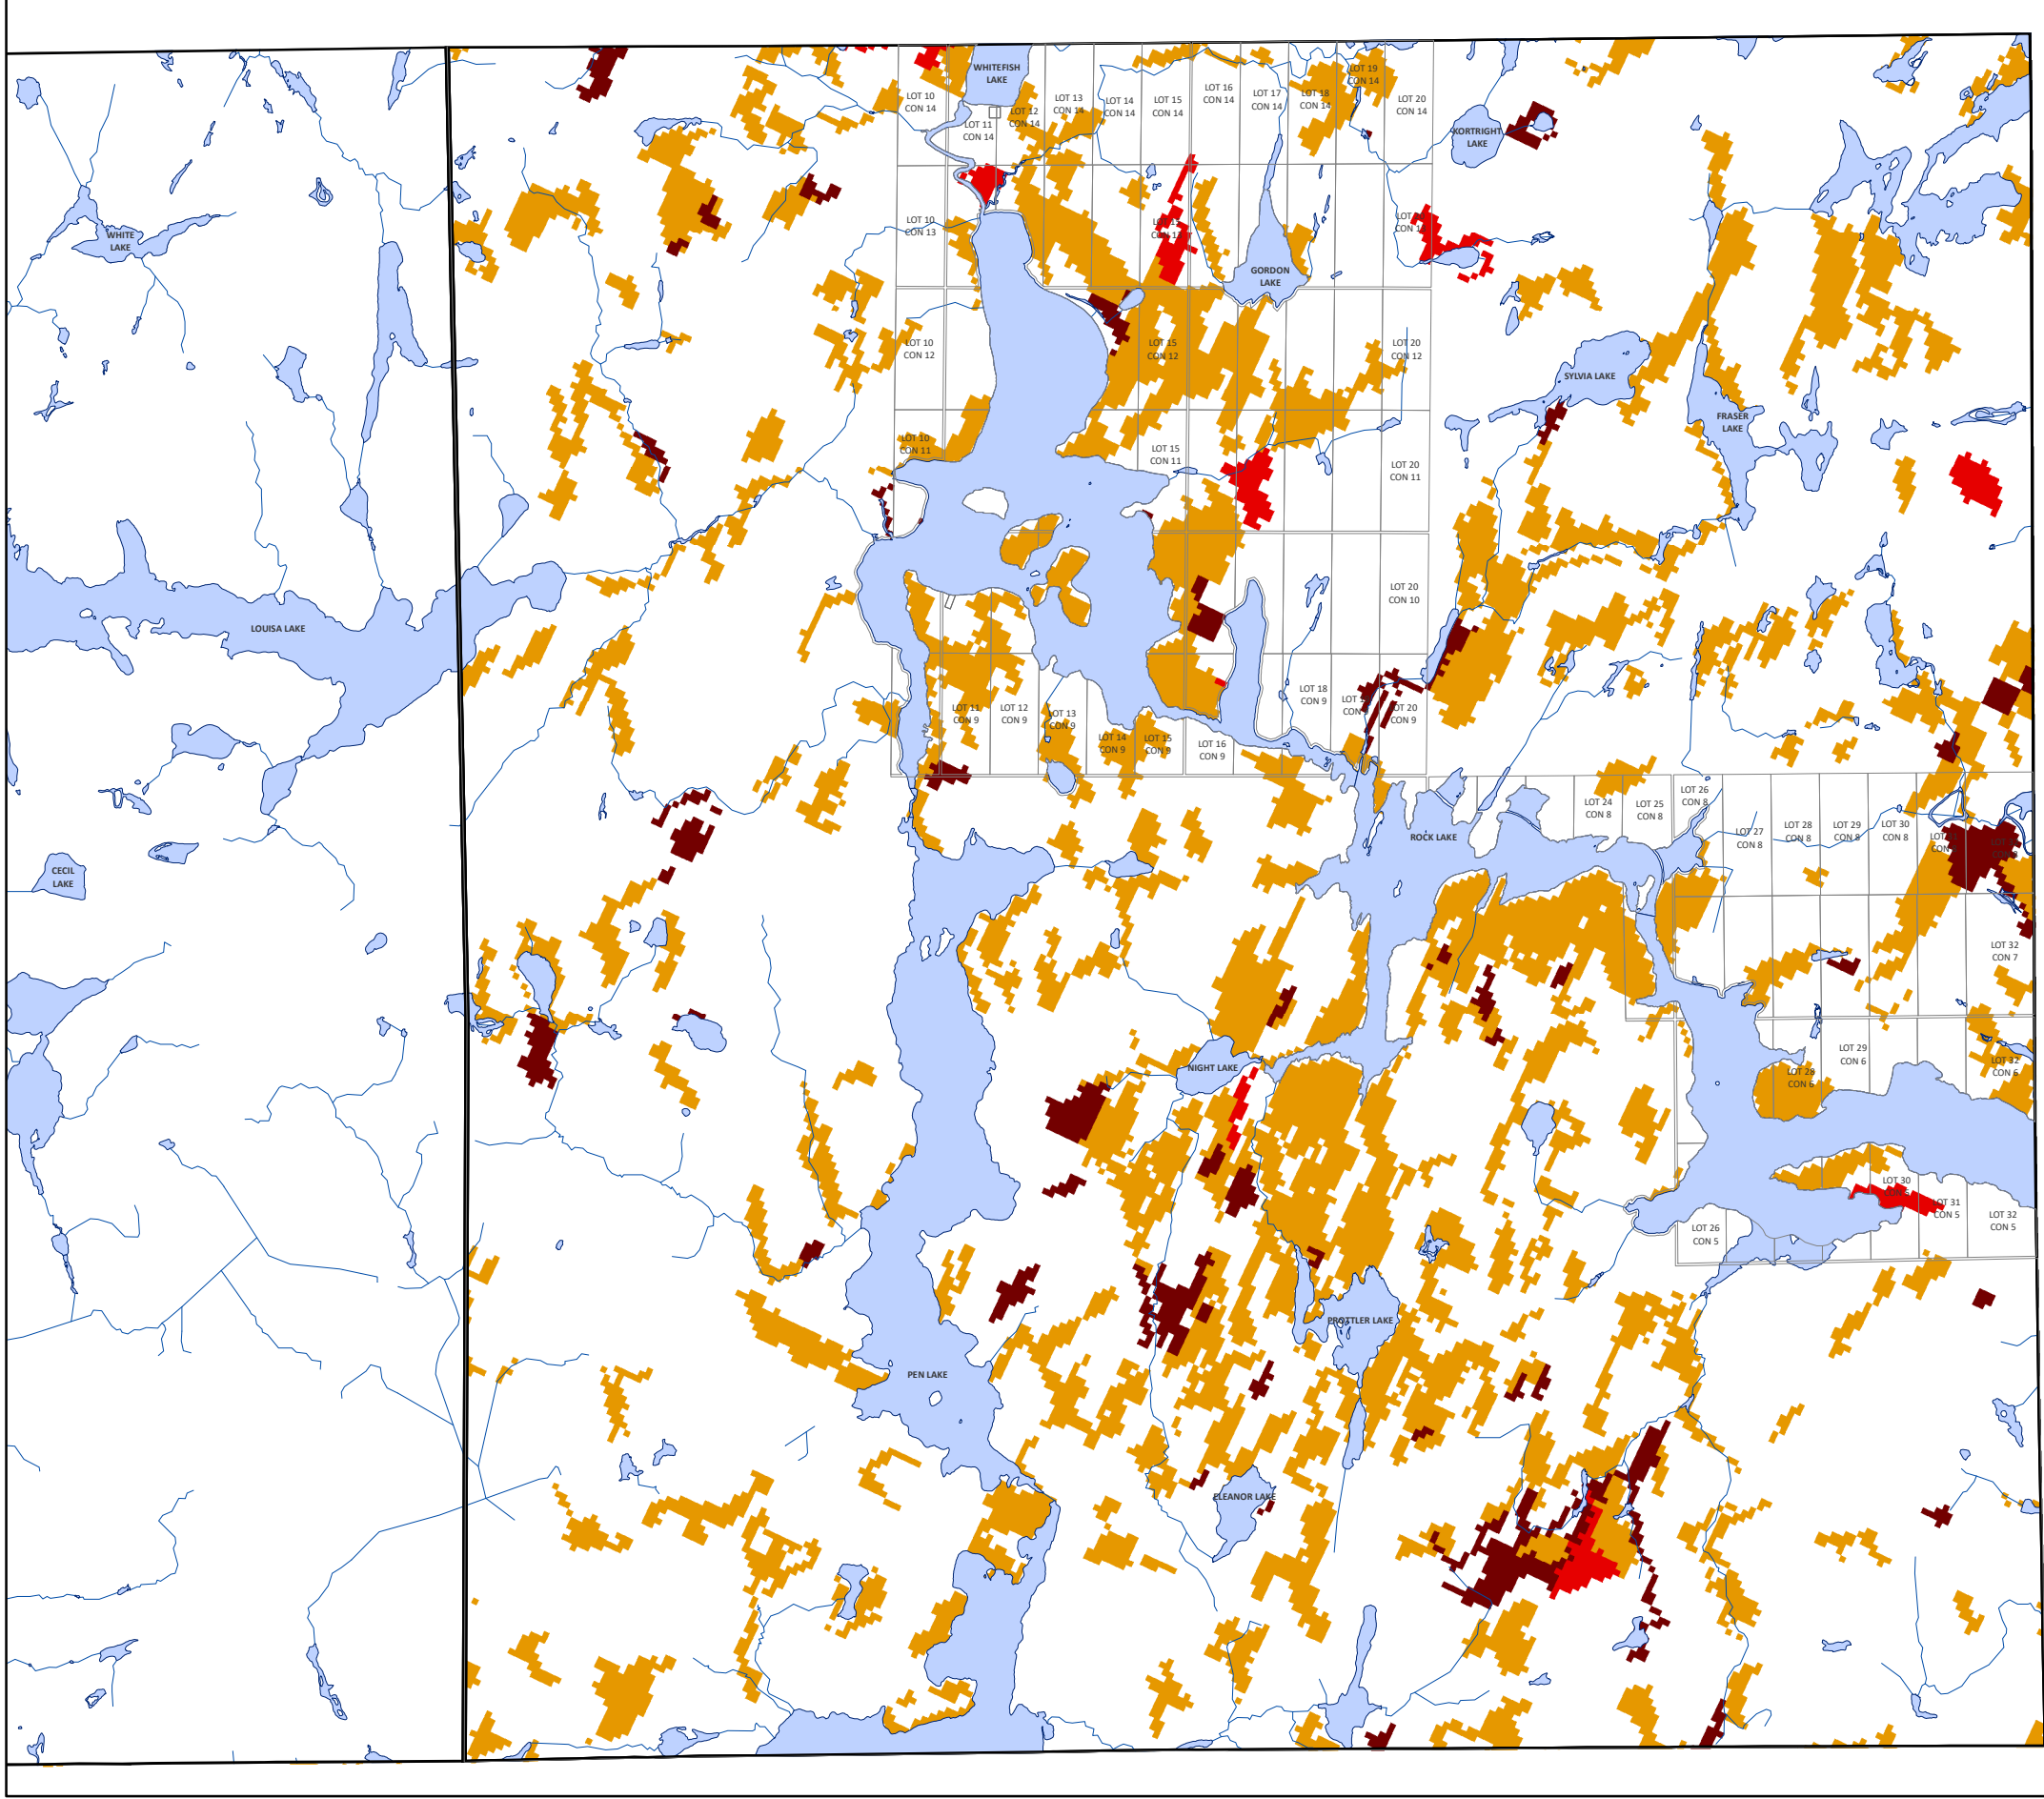 WHITEFISH
LAKE
LOT 10
CON 14
LOT 11
CON 14
LOT 12
CON 14
LOT 13
CON 14
LOT 14
CON 14
LOT 15
CON 14
LOT 16
CON 14
LOT 17
CON 14
LOT 18
CON 14
LOT 19
CON 14
LOT 20
CON 14
KORTRIGHT
LAKE
WHITE
LAKE
LOT 10
CON 13
GORDON
LAKE
LOT 10
CON 12
LOT 15
CON 12
LOT 20
CON 12
SYLVIA LAKE
FRASER
LAKE
LOT 10
CON 11
LOT 15
CON 11
LOT 20
CON 11
LOT 20
CON 10
LOUISA LAKE
LOT 11
CON 9
LOT 12
CON 9
LOT 13
CON 9
LOT 14
CON 9
LOT 15
CON 9
LOT 16
CON 9
LOT 18
CON 9
LOT 20
CON 9
ROCK LAKE
LOT 24
CON 8
LOT 25
CON 8
LOT 26
CON 8
LOT 27
CON 8
LOT 28
CON 8
LOT 29
CON 8
LOT 30
CON 8
CECIL
LAKE
LOT 32
CON 7
NIGHT LAKE
LOT 28
CON 6
LOT 29
CON 6
LOT 32
CON 6
LOT 30
LOT 31
CON 5
LOT 32
CON 5
LOT 26
CON 5
PROTTLER LAKE
PEN LAKE
ELEANOR LAKE